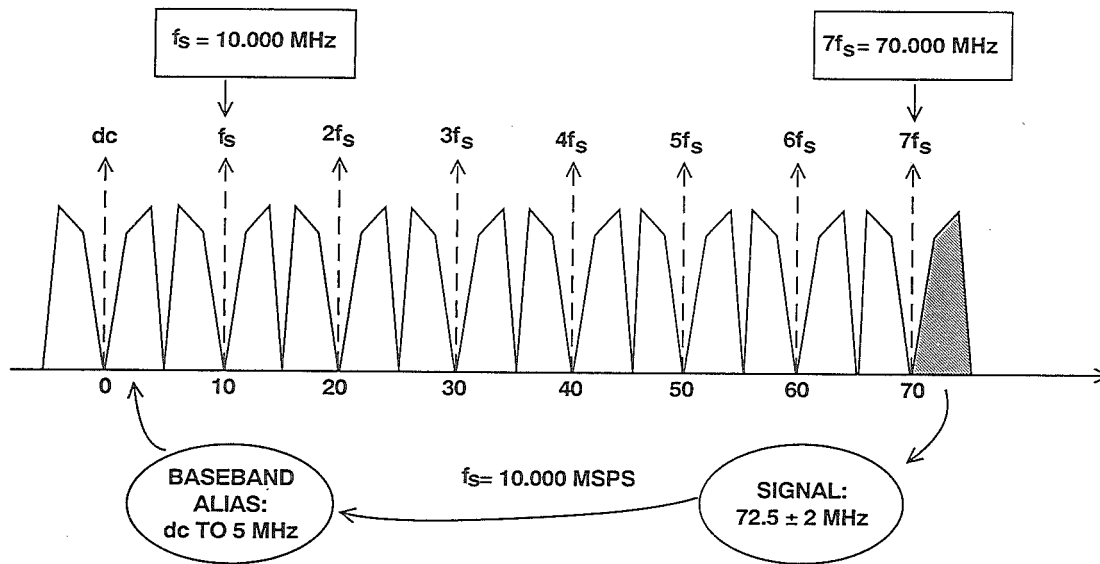 fs = 10.000 MHz
7fs = 70.000 MHz
dc
fs
2fs
3fs
4fs
5fs
6fs
7fs
0
10
20
30
40
50
60
70
BASEBAND
ALIAS:
dc TO 5 MHz
fs = 10.000 MSPS
SIGNAL:
72.5 ± 2 MHz